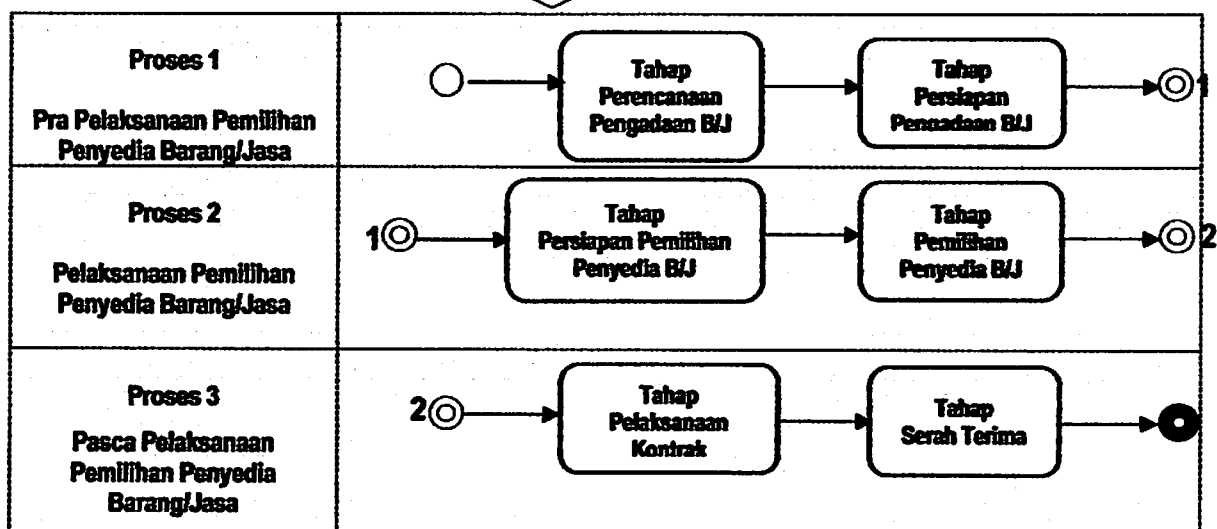 Proses 1
Pra Pelaksanaan Pemilihan
Penyedia Barang/Jasa
Tahap
Perencanaan
Pengadaan B/J
Tahap
Persiapan
Pengadaan B/J
1
Proses 2
Pelaksanaan Pemilihan
Penyedia Barang/Jasa
1
Tahap
Persiapan Pemilihan
Penyedia B/J
Tahap
Pemilihan
Penyedia B/J
2
Proses 3
Pasca Pelaksanaan
Pemilihan Penyedia
Barang/Jasa
2
Tahap
Pelaksanaan
Kontrak
Tahap
Serah Terima